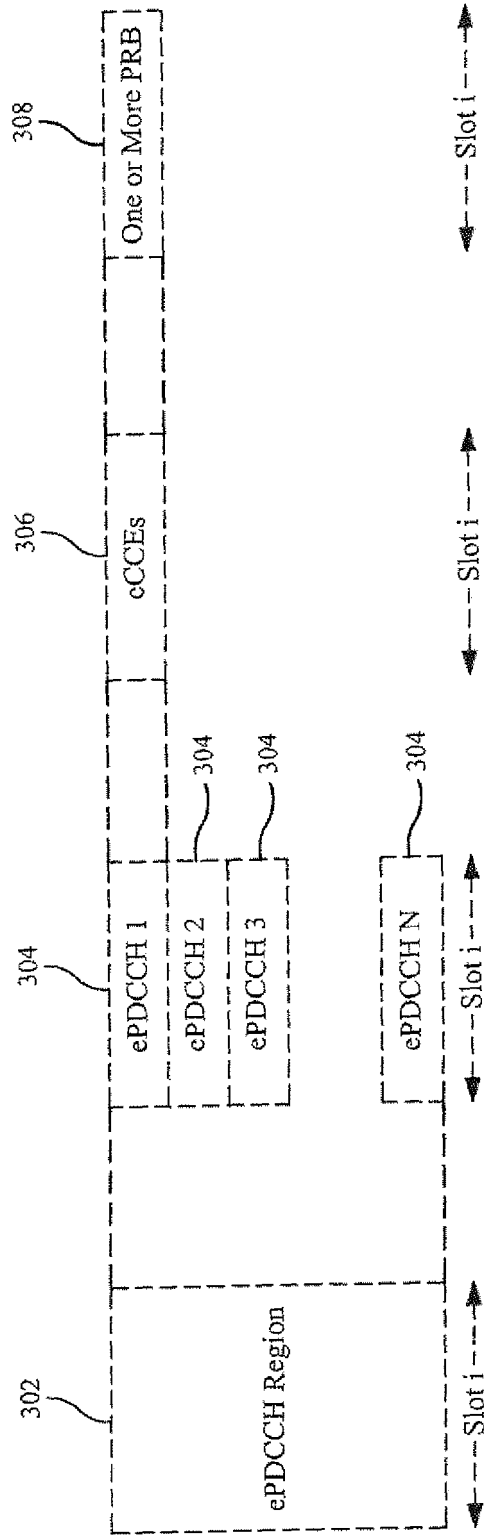 302
ePDCCH Region
Slot i
304
ePDCCH 1
ePDCCH 2
304
ePDCCH 3
304
ePDCCH N
304
Slot i
306
eCCEs
Slot i
308
One or More PRB
Slot i